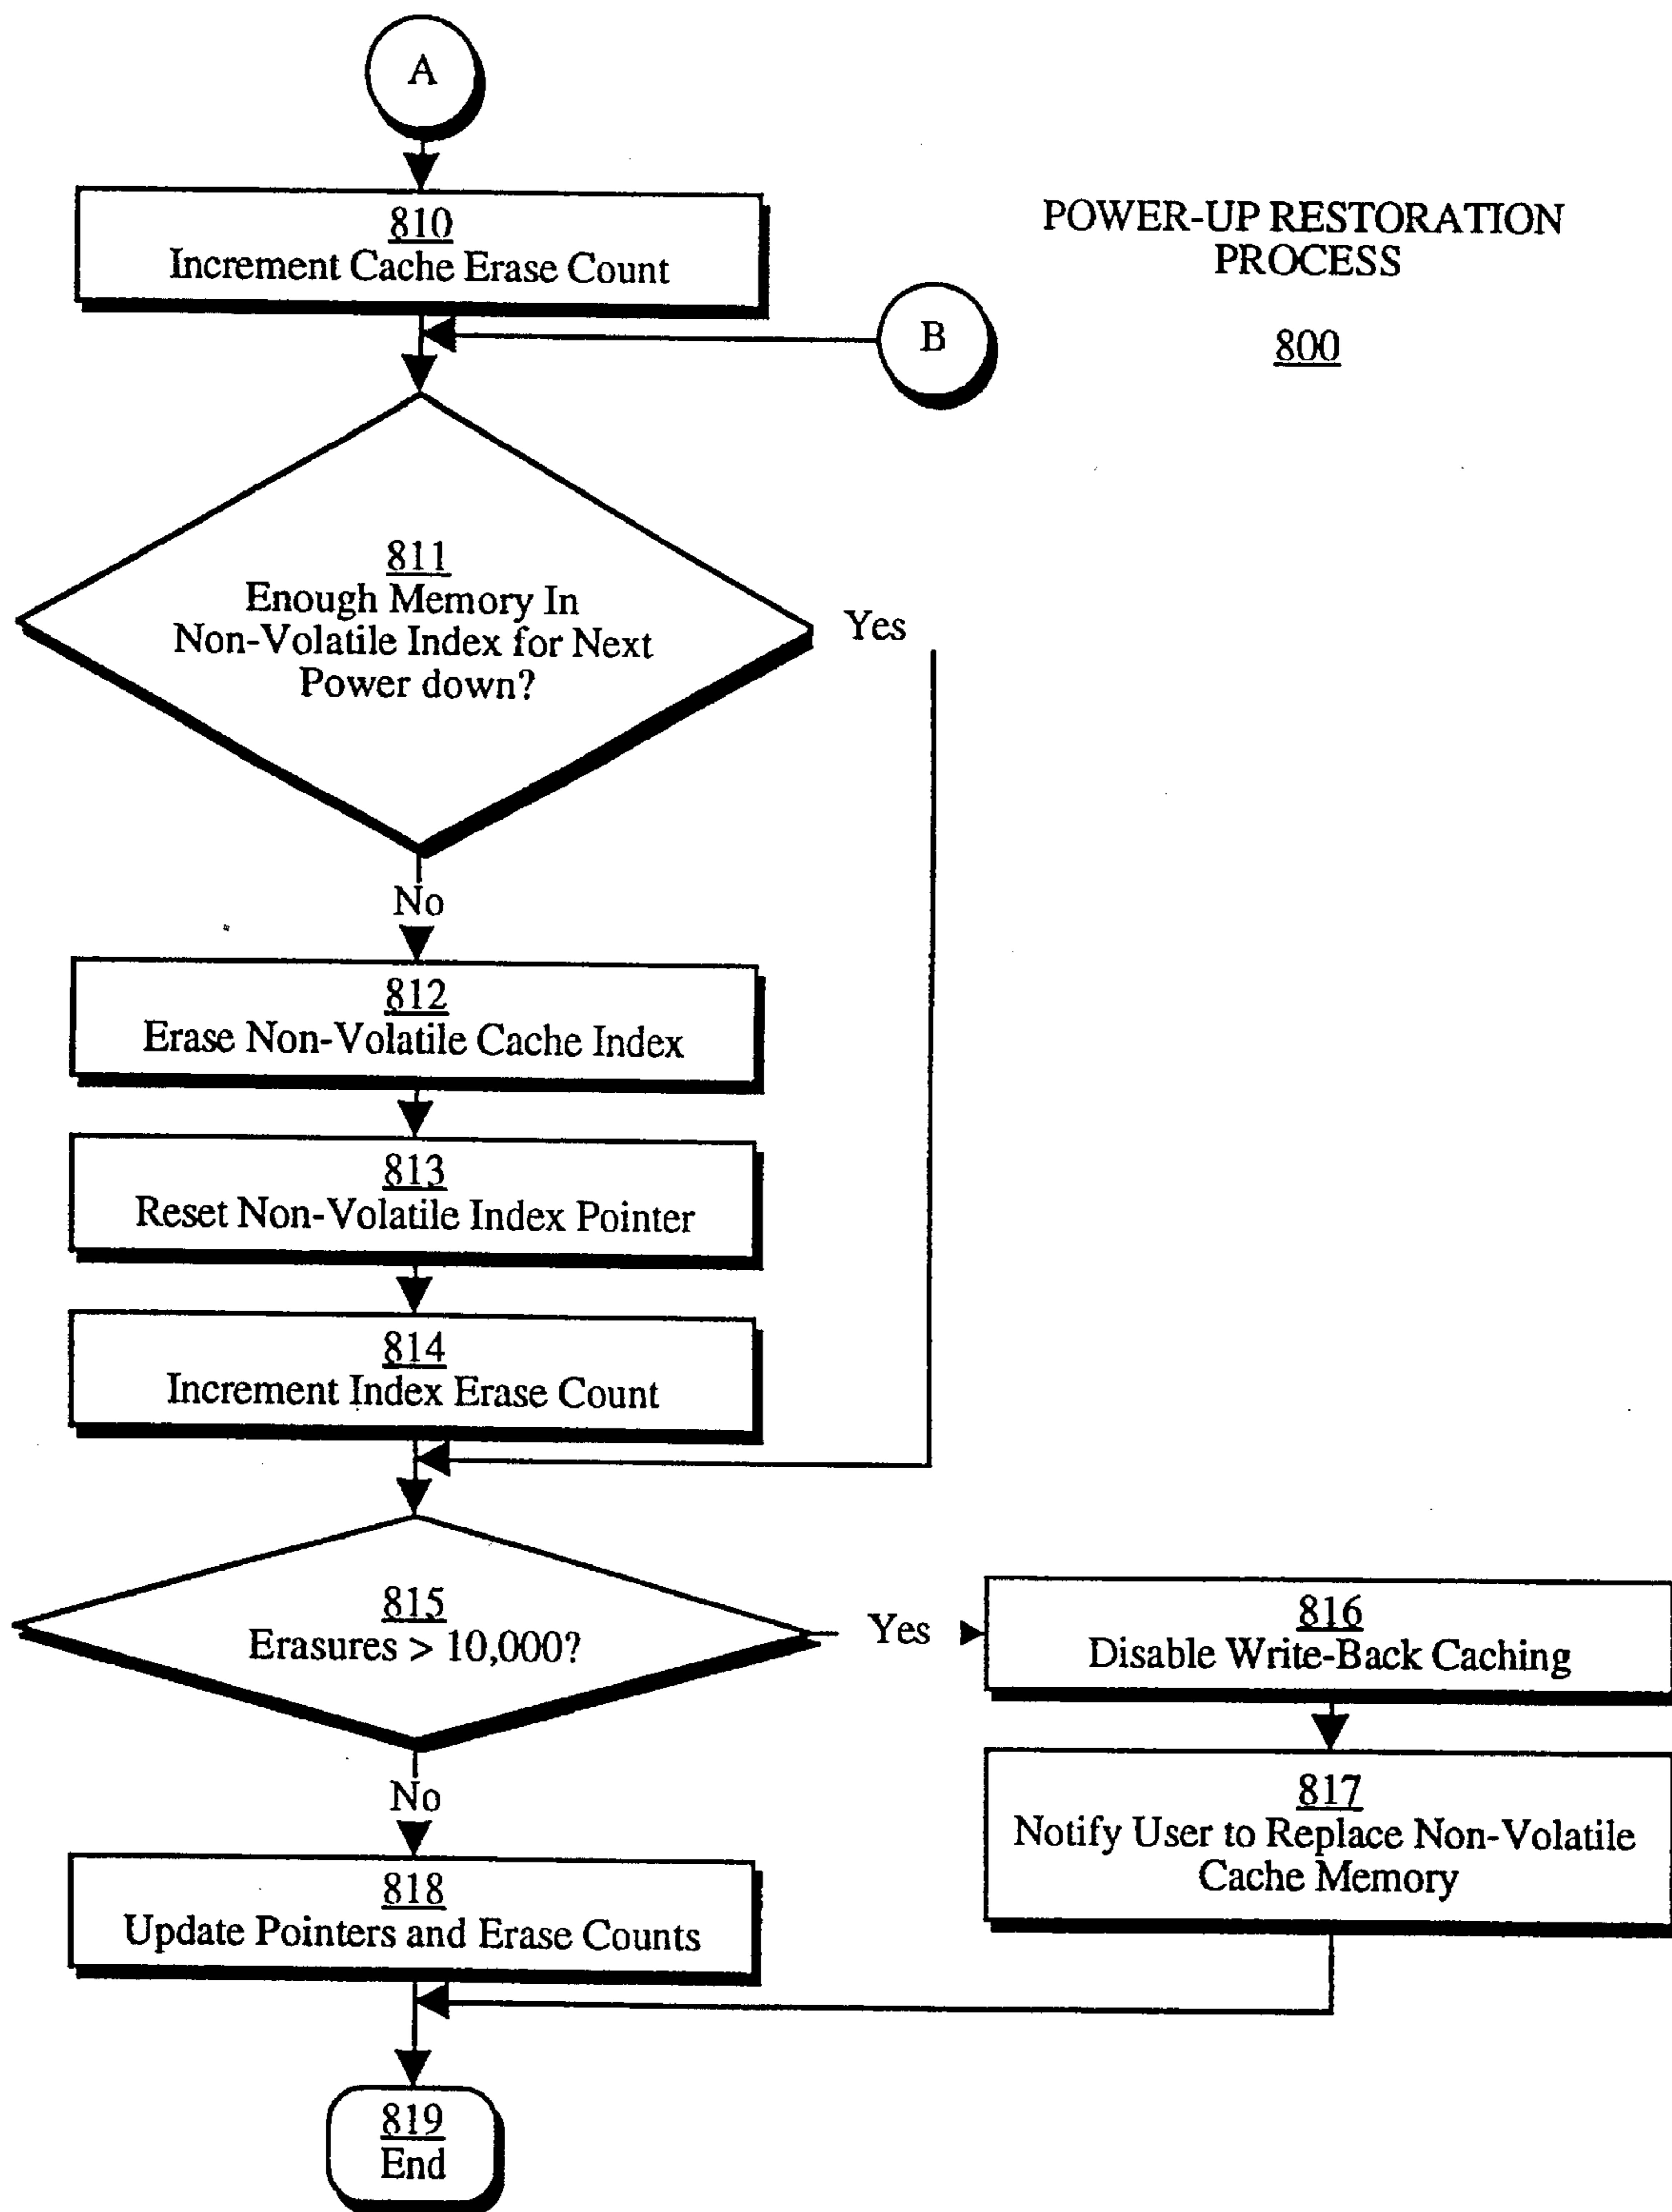 A
810
Increment Cache Erase Count
POWER-UP RESTORATION
PROCESS
800
B
811
Enough Memory In
Non-Volatile Index for Next
Power down?
Yes
No
812
Erase Non-Volatile Cache Index
813
Reset Non-Volatile Index Pointer
814
Increment Index Erase Count
815
Erasures > 10,000?
Yes
816
Disable Write-Back Caching
817
Notify User to Replace Non-Volatile
Cache Memory
No
818
Update Pointers and Erase Counts
819
End